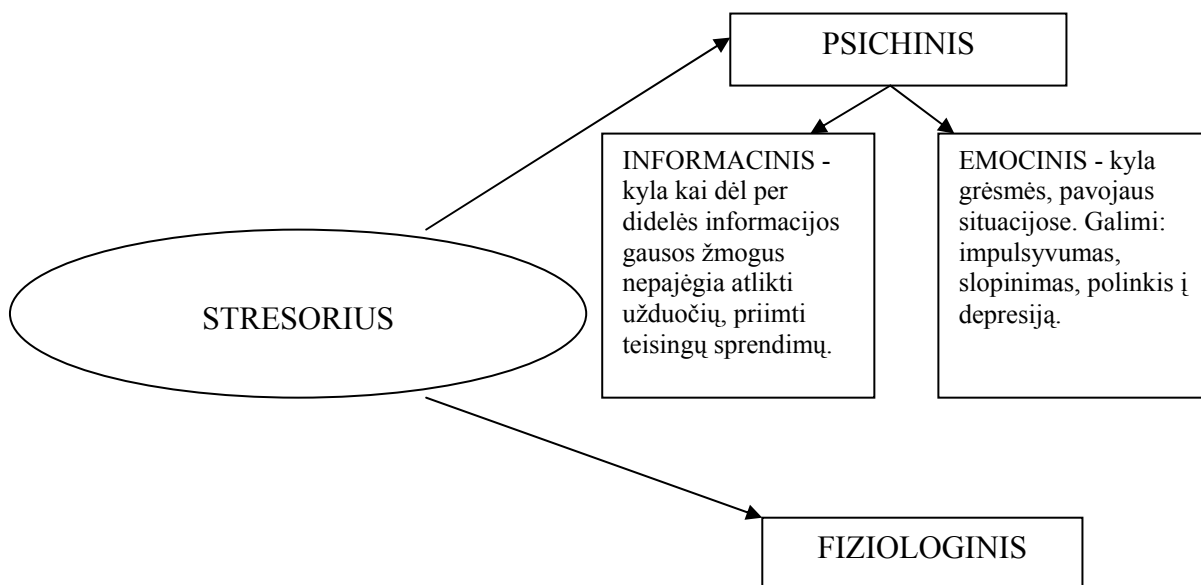 PSICHINIS
INFORMACINIS -
kyla kai dėl per
didelės informacijos
gausos žmogus
nepajėgia atlikti
užduočių, priimti
teisingų sprendimų.
EMOCINIS - kyla
grėsmės, pavojaus
situacijose. Galimi:
impulsyvumas,
slopinimas, polinkis į
depresiją.
STRESORIUS
FIZIOLOGINIS